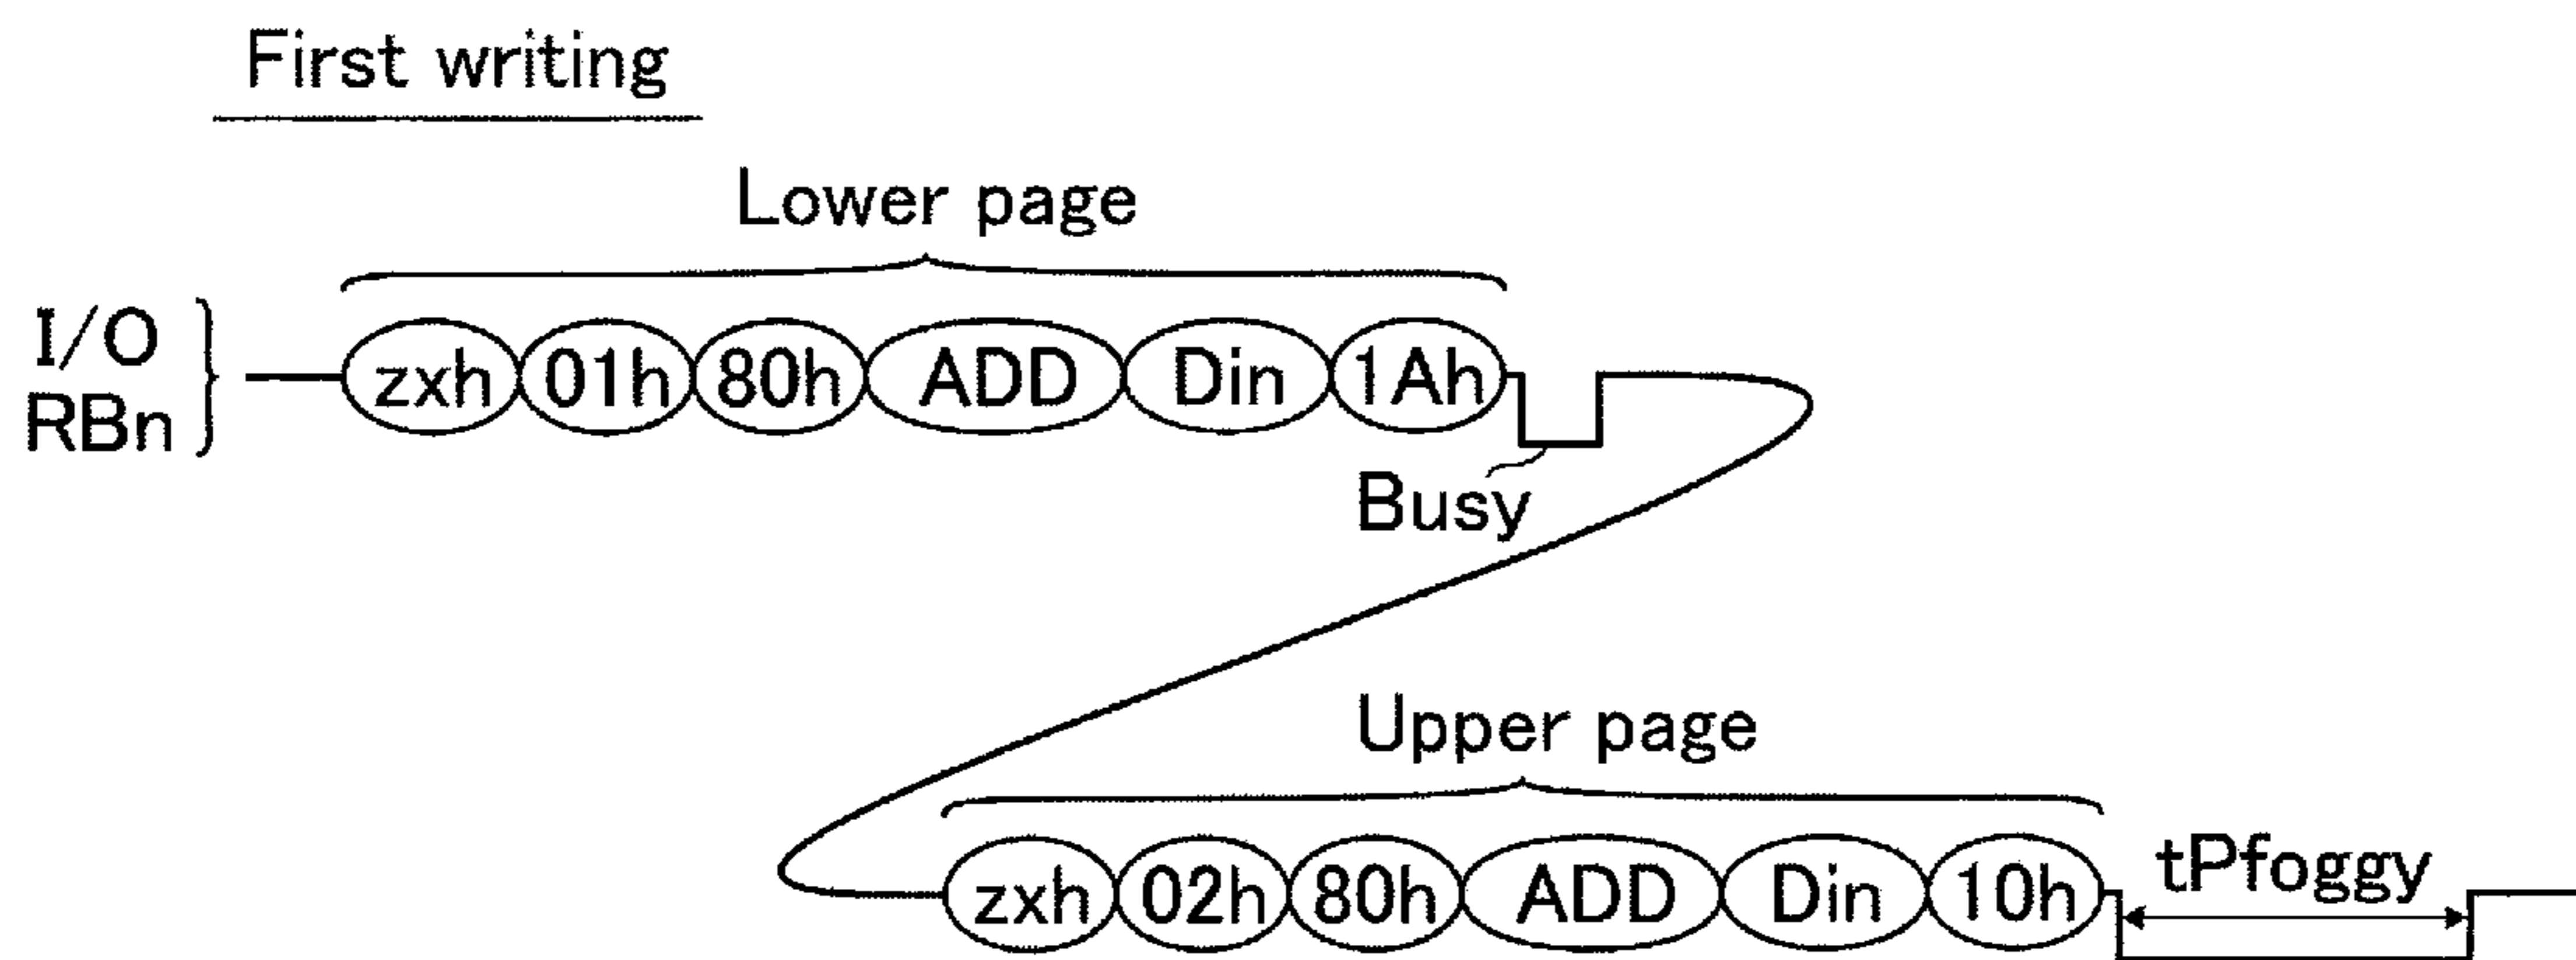 First writing
Lower page
I/O
RBn
zxh 01h 80h ADD Din 1Ah
Busy
Upper page
zxh 02h 80h ADD Din 10h
tPfoggy